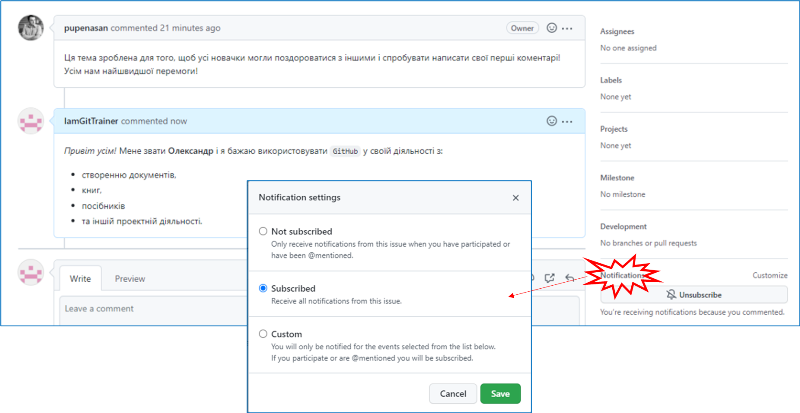 pupenasan commented 21 minutes ago
Owner
Ця тема зроблена для того, щоб усі новачки могли поздороватися з іншими і спробувати написати свої перші коментарі!
Усім нам найшвидшої перемоги!
IamGitTrainer commented now
Привіт усім! Мене звати Олександр і я бажаю використовувати GitHub у своїй діяльності з:
створенню документів,
книг.
посібників
та іншій проектній діяльності.
Write
Preview
Leave a comment
Notification settings
Not subscribed
Only receive notifications from this issue when you have participated or
have been @mentioned.
Subscribed
Receive all notifications from this issue.
Custom
You will only be notified for the events selected from the list below.
If you participate or are @mentioned you will be subscribed.
Cancel
Save
Assignees
No one assigned
Labels
None yet
Projects
None yet
Milestone
No milestone
Development
No branches or pull requests
Notifications
Customize
Unsubscribe
You're receiving notifications because you commented.